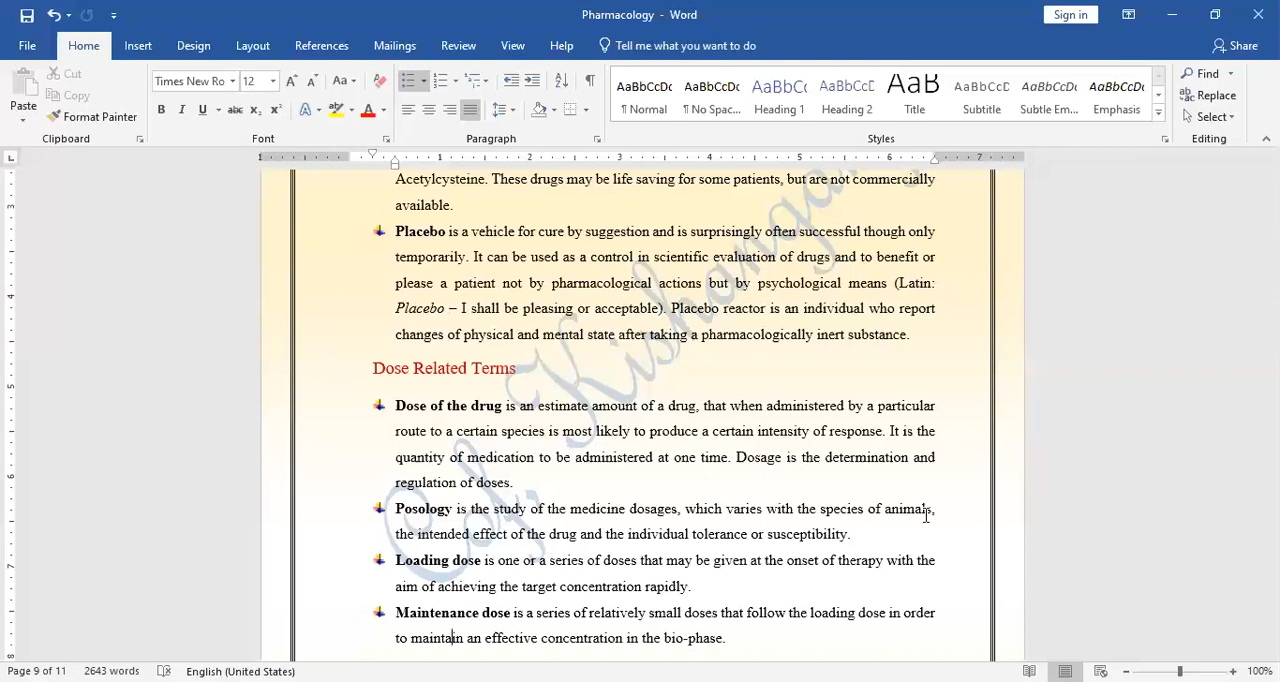 Pharmacology - Word
Sign in
File Home Insert Design Layout References Mailings Review View Help Tell me what you want to do Share
Paste
Cut
Copy
Format Painter
Clipboard
Times New Ro 12
Font
Paragraph
AaBbCcDc AaBbCcDc AaBbCc AaBbCcC AaB AaBbCcD AaBbCcDc AaBbCcDc
¶ Normal ¶ No Spac... Heading 1 Heading 2 Title Subtitle Subtle Em... Emphasis
Styles
Find
Replace
Select
Editing
Acetylcysteine. These drugs may be life saving for some patients, but are not commercially
available.
Placebo is a vehicle for cure by suggestion and is surprisingly often successful though only
temporarily. It can be used as a control in scientific evaluation of drugs and to benefit or
please a patient not by pharmacological actions but by psychological means (Latin:
Placebo – I shall be pleasing or acceptable). Placebo reactor is an individual who report
changes of physical and mental state after taking a pharmacologically inert substance.
Dose Related Terms
Dose of the drug is an estimate amount of a drug, that when administered by a particular
route to a certain species is most likely to produce a certain intensity of response. It is the
quantity of medication to be administered at one time. Dosage is the determination and
regulation of doses.
Posology is the study of the medicine dosages, which varies with the species of animals,
the intended effect of the drug and the individual tolerance or susceptibility.
Loading dose is one or a series of doses that may be given at the onset of therapy with the
aim of achieving the target concentration rapidly.
Maintenance dose is a series of relatively small doses that follow the loading dose in order
to maintain an effective concentration in the bio-phase.
Page 9 of 11 2643 words English (United States) 100%